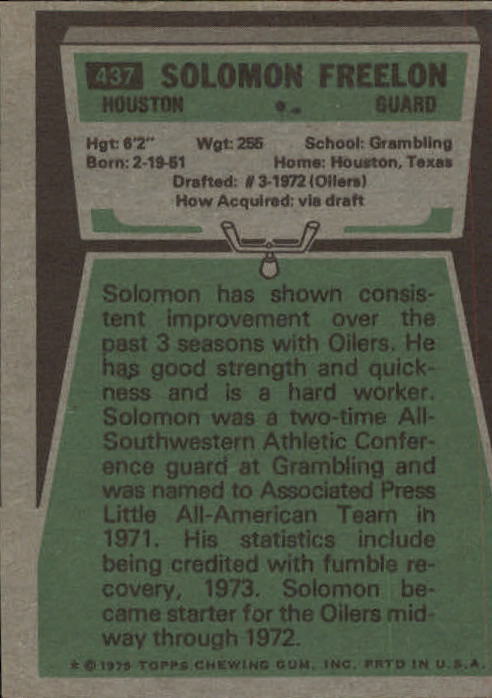 437 SOLOMON FREELON
HOUSTON GUARD
Hgt: 6'2" Wgt: 255 School: Grambling
Born: 2-19-51 Home: Houston, Texas
Drafted: #3-1972 (Oilers)
How Acquired: via draft
Solomon has shown consis-
tent improvement over the
past 3 seasons with Oilers. He
has good strength and quick-
ness and is a hard worker.
Solomon was a two-time All-
Southwestern Athletic Confer-
ence guard at Grambling and
was named to Associated Press
Little All-American Team in
1971. His statistics include
being credited with fumble re-
covery, 1973. Solomon be-
came starter for the Oilers mid-
way through 1972.
* © 1975 TOPPS CHEWING GUM, INC. PRTD IN U.S.A.